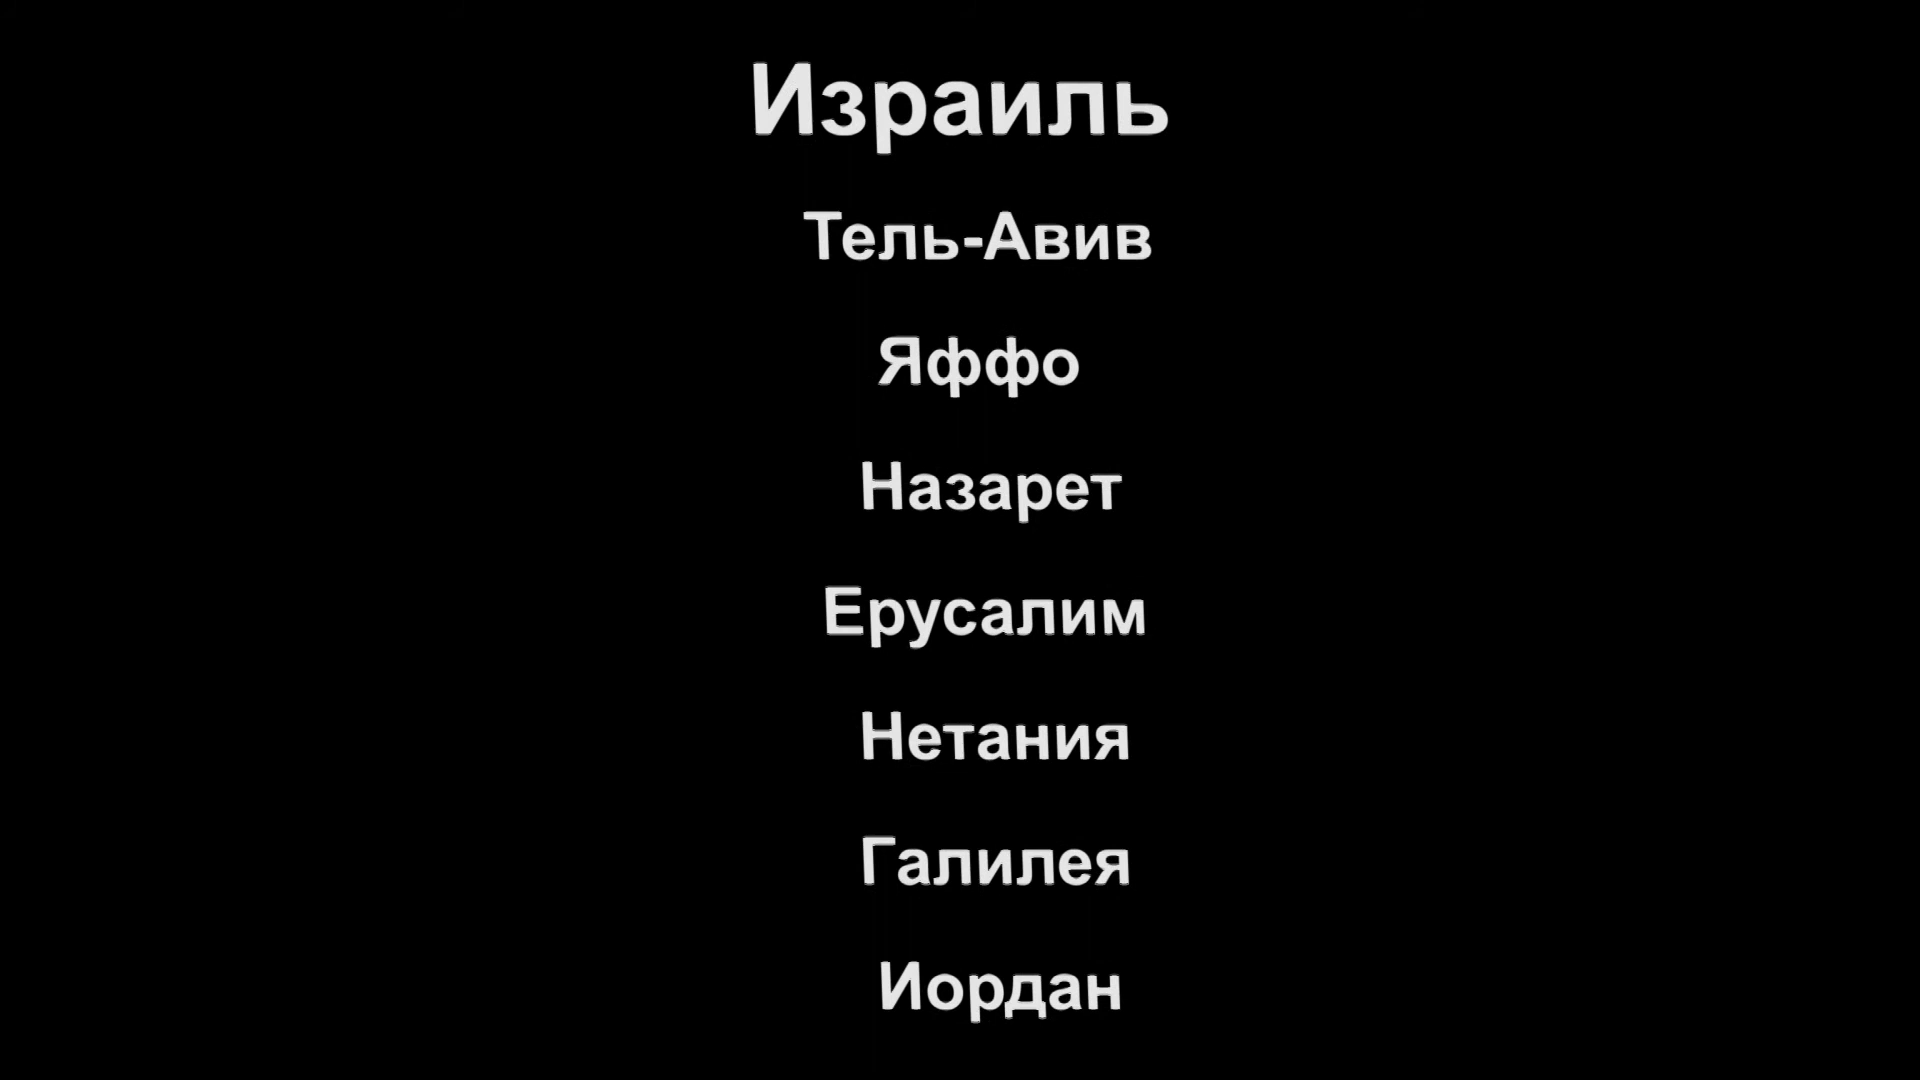 Израиль
Тель-Авив
Яффо
Назарет
Ерусалим
Нетания
Галилея
Иордан